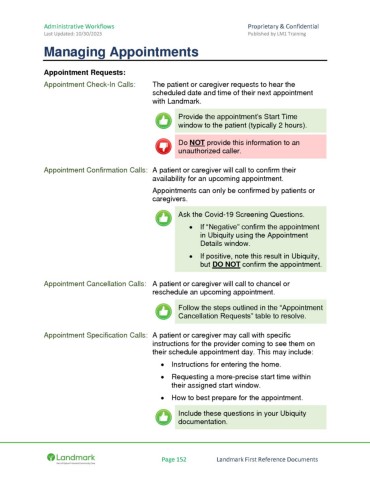 Administrative Workflows Proprietary & Confidential
Last Updated: 10/30/2023 Published by LM1 Training
Managing Appointments
Appointment Requests:
Appointment Check-In Calls: The patient or caregiver requests to hear the
scheduled date and time of their next appointment
with Landmark.
Provide the appointment's Start Time
window to the patient (typically 2 hours).
Do NOT provide this information to an
unauthorized caller.
Appointment Confirmation Calls: A patient or caregiver will call to confirm their
availability for an upcoming appointment.
Appointments can only be confirmed by patients or
caregivers.
Ask the Covid-19 Screening Questions.
• If "Negative" confirm the appointment
in Ubiquity using the Appointment
Details window.
• If positive, note this result in Ubiquity,
but DO NOT confirm the appointment.
Appointment Cancellation Calls: A patient or caregiver will call to chancel or
reschedule an upcoming appointment.
Follow the steps outlined in the "Appointment
Cancellation Requests" table to resolve.
Appointment Specification Calls: A patient or caregiver may call with specific
instructions for the provider coming to see them on
their schedule appointment day. This may include:
• Instructions for entering the home.
• Requesting a more-precise start time within
their assigned start window.
• How to best prepare for the appointment.
Include these questions in your Ubiquity
documentation.
Landmark Page 152 Landmark First Reference Documents